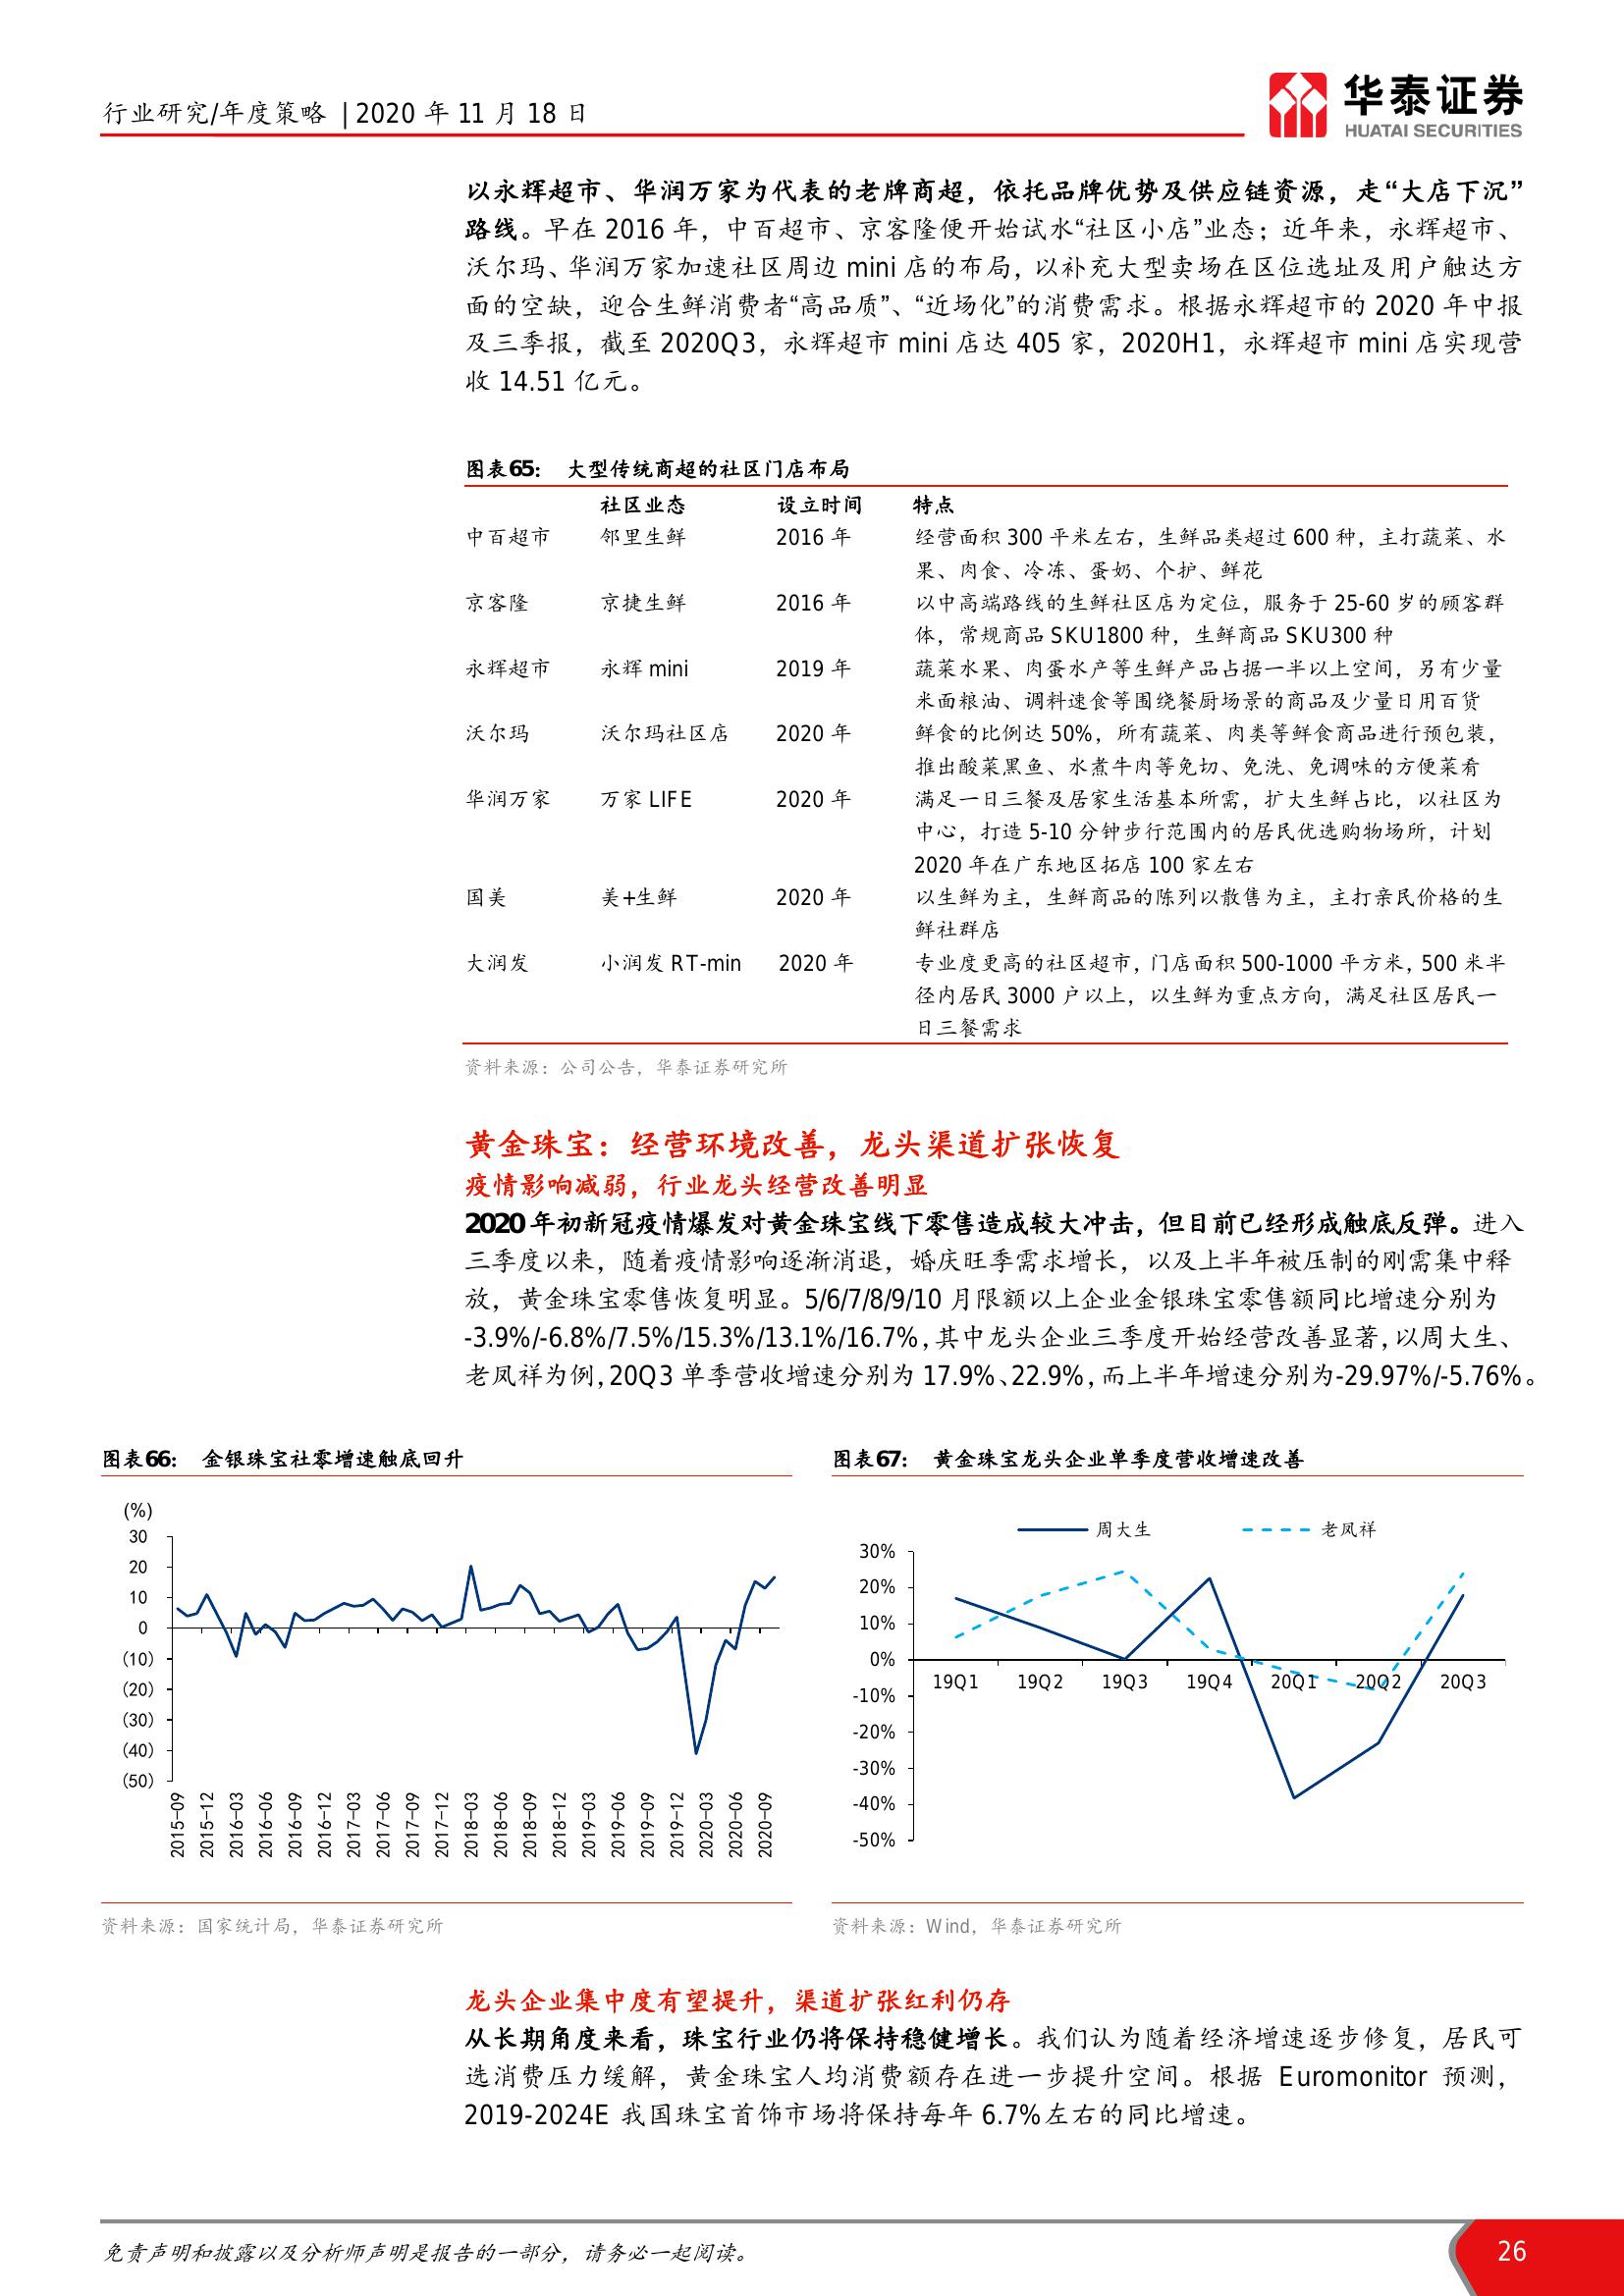 行业研究/年度策略 | 2020 年 11 月 18 日
华泰证券
HUATAI SECURITIES
以永辉超市、华润万家为代表的老牌商超，依托品牌优势及供应链资源，走“大店下沉”
路线。早在 2016 年，中百超市、京客隆便开始试水“社区小店”业态；近年来，永辉超市、
沃尔玛、华润万家加速社区周边 mini 店的布局，以补充大型卖场在区位选址及用户触达方
面的空缺，迎合生鲜消费者“高品质”、“近场化”的消费需求。根据永辉超市的 2020 年中报
及三季报，截至 2020Q3，永辉超市 mini 店达 405 家，2020H1，永辉超市 mini 店实现营
收 14.51 亿元。
图表65： 大型传统商超的社区门店布局
社区业态 设立时间 特点
中百超市 邻里生鲜 2016 年 经营面积 300 平米左右，生鲜品类超过 600 种，主打蔬菜、水
果、肉食、冷冻、蛋奶、个护、鲜花
京客隆 京捷生鲜 2016 年 以中高端路线的生鲜社区店为定位，服务于 25-60 岁的顾客群
体，常规商品 SKU1800 种，生鲜商品 SKU300 种
永辉超市 永辉 mini 2019 年 蔬菜水果、肉蛋水产等生鲜产品占据一半以上空间，另有少量
米面粮油、调料速食等围绕餐厨场景的商品及少量日用百货
沃尔玛 沃尔玛社区店 2020 年 鲜食的比例达 50%，所有蔬菜、肉类等鲜食商品进行预包装，
推出酸菜黑鱼、水煮牛肉等免切、免洗、免调味的方便菜肴
华润万家 万家 LIFE 2020 年 满足一日三餐及居家生活基本所需，扩大生鲜占比，以社区为
中心，打造 5-10 分钟步行范围内的居民优选购物场所，计划
2020 年在广东地区拓店 100 家左右
国美 美+生鲜 2020 年 以生鲜为主，生鲜商品的陈列以散售为主，主打亲民价格的生
鲜社群店
大润发 小润发 RT-min 2020 年 专业度更高的社区超市，门店面积 500-1000 平方米，500 米半
径内居民 3000 户以上，以生鲜为重点方向，满足社区居民一
日三餐需求
资料来源：公司公告，华泰证券研究所
黄金珠宝：经营环境改善，龙头渠道扩张恢复
疫情影响减弱，行业龙头经营改善明显
2020 年初新冠疫情爆发对黄金珠宝线下零售造成较大冲击，但目前已经形成触底反弹。进入
三季度以来，随着疫情影响逐渐消退，婚庆旺季需求增长，以及上半年被压制的刚需集中释
放，黄金珠宝零售恢复明显。5/6/7/8/9/10 月限额以上企业金银珠宝零售额同比增速分别为
-3.9%/-6.8%/7.5%/15.3%/13.1%/16.7%，其中龙头企业三季度开始经营改善显著，以周大生、
老凤祥为例，20Q3 单季营收增速分别为 17.9%、22.9%，而上半年增速分别为-29.97%/-5.76%。
图表66： 金银珠宝社零增速触底回升
(%)
30
20
10
0
(10)
(20)
(30)
(40)
(50)
2015-09 2015-12 2016-03 2016-06 2016-09 2016-12 2017-03 2017-06 2017-09 2017-12 2018-03 2018-06 2018-09 2018-12 2019-03 2019-06 2019-09 2019-12 2020-03 2020-06 2020-09
资料来源：国家统计局，华泰证券研究所
图表67： 黄金珠宝龙头企业单季度营收增速改善
周大生 老凤祥
30%
20%
10%
0%
-10%
-20%
-30%
-40%
-50%
19Q1 19Q2 19Q3 19Q4 20Q1 20Q2 20Q3
资料来源：Wind，华泰证券研究所
龙头企业集中度有望提升，渠道扩张红利仍存
从长期角度来看，珠宝行业仍将保持稳健增长。我们认为随着经济增速逐步修复，居民可
选消费压力缓解，黄金珠宝人均消费额存在进一步提升空间。根据 Euromonitor 预测，
2019-2024E 我国珠宝首饰市场将保持每年 6.7%左右的同比增速。
免责声明和披露以及分析师声明是报告的一部分，请务必一起阅读。
26